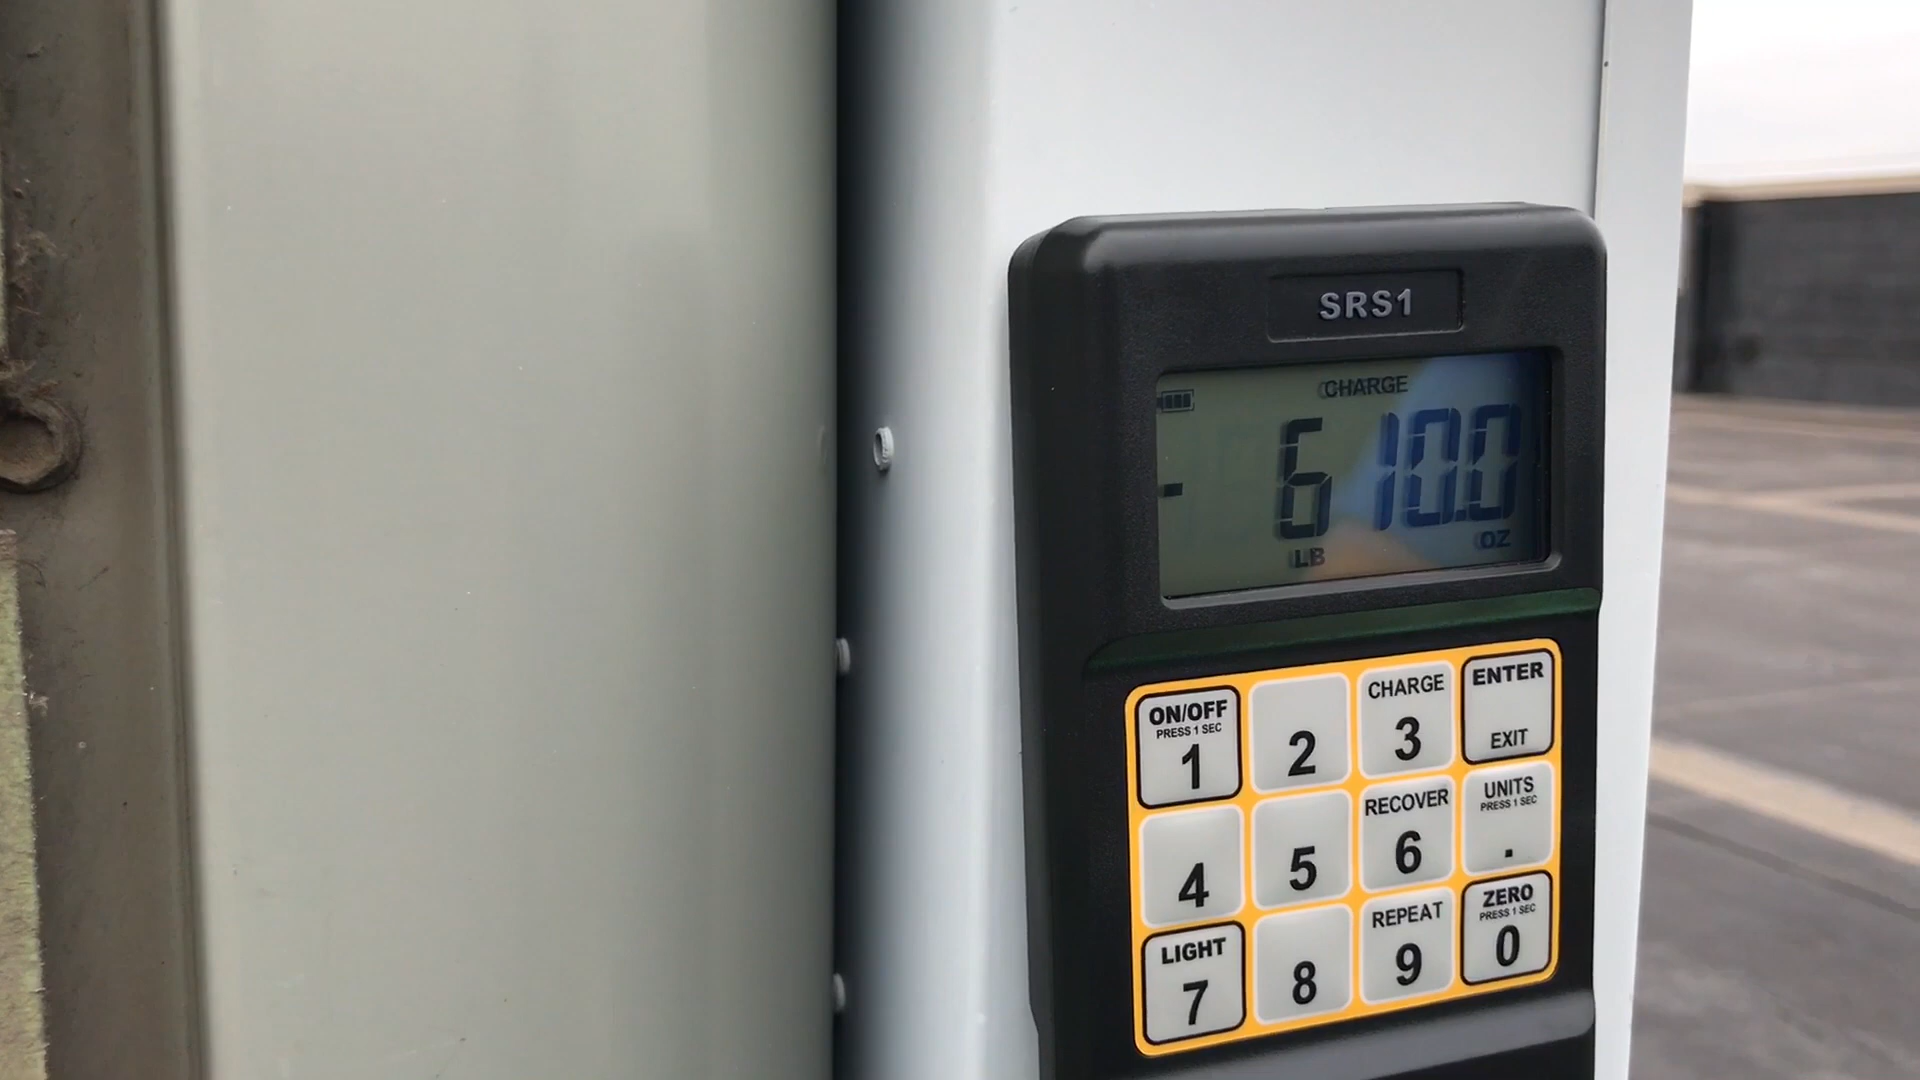 SRS1
CHARGE
- 6 10.0
LB OZ
ON/OFF
PRESS 1 SEC
1
2
CHARGE
3
ENTER
EXIT
4
5
RECOVER
6
UNITS
PRESS 1 SEC
.
LIGHT
7
8
REPEAT
9
ZERO
PRESS 1 SEC
0